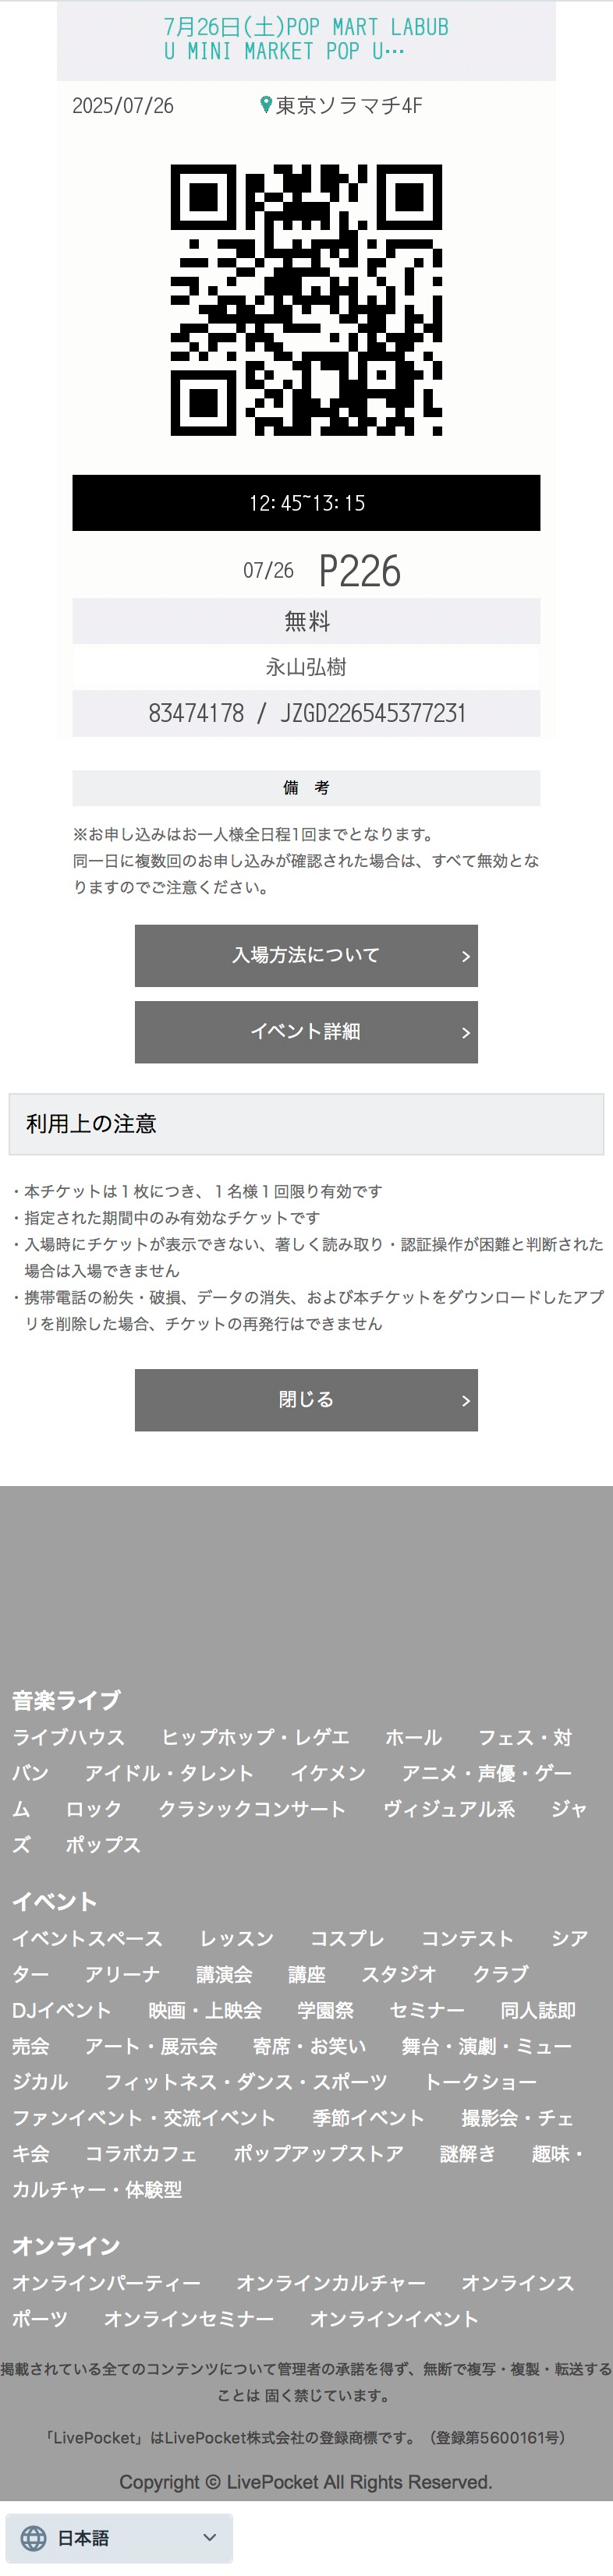 7月26日(土)POP MART LABUB
U MINI MARKET POP U…
2025/07/26 東京ソラマチ4F
12:45~13:15
07/26 P226
無料
永山弘樹
83474178 / JZGD226545377231
備 考
※お申し込みはお一人様全日程1回までとなります。
同一日に複数回のお申し込みが確認された場合は、すべて無効とな
りますのでご注意ください。
入場方法について
イベント詳細
利用上の注意
・本チケットは１枚につき、１名様１回限り有効です
・指定された期間中のみ有効なチケットです
・入場時にチケットが表示できない、著しく読み取り・認証操作が困難と判断された
場合は入場できません
・携帯電話の紛失・破損、データの消失、および本チケットをダウンロードしたアプ
リを削除した場合、チケットの再発行はできません
閉じる
音楽ライブ
ライブハウス ヒップホップ・レゲエ ホール フェス・対
バン アイドル・タレント イケメン アニメ・声優・ゲー
ム ロック クラシックコンサート ヴィジュアル系 ジャ
ズ ポップス
イベント
イベントスペース レッスン コスプレ コンテスト シア
ター アリーナ 講演会 講座 スタジオ クラブ
DJイベント 映画・上映会 学園祭 セミナー 同人誌即
売会 アート・展示会 寄席・お笑い 舞台・演劇・ミュー
ジカル フィットネス・ダンス・スポーツ トークショー
ファンイベント・交流イベント 季節イベント 撮影会・チェ
キ会 コラボカフェ ポップアップストア 謎解き 趣味・
カルチャー・体験型
オンライン
オンラインパーティー オンラインカルチャー オンラインス
ポーツ オンラインセミナー オンラインイベント
掲載されている全てのコンテンツについて管理者の承諾を得ず、無断で複写・複製・転送する
ことは 固く禁じています。
「LivePocket」はLivePocket株式会社の登録商標です。（登録第5600161号）
Copyright © LivePocket All Rights Reserved.
日本語